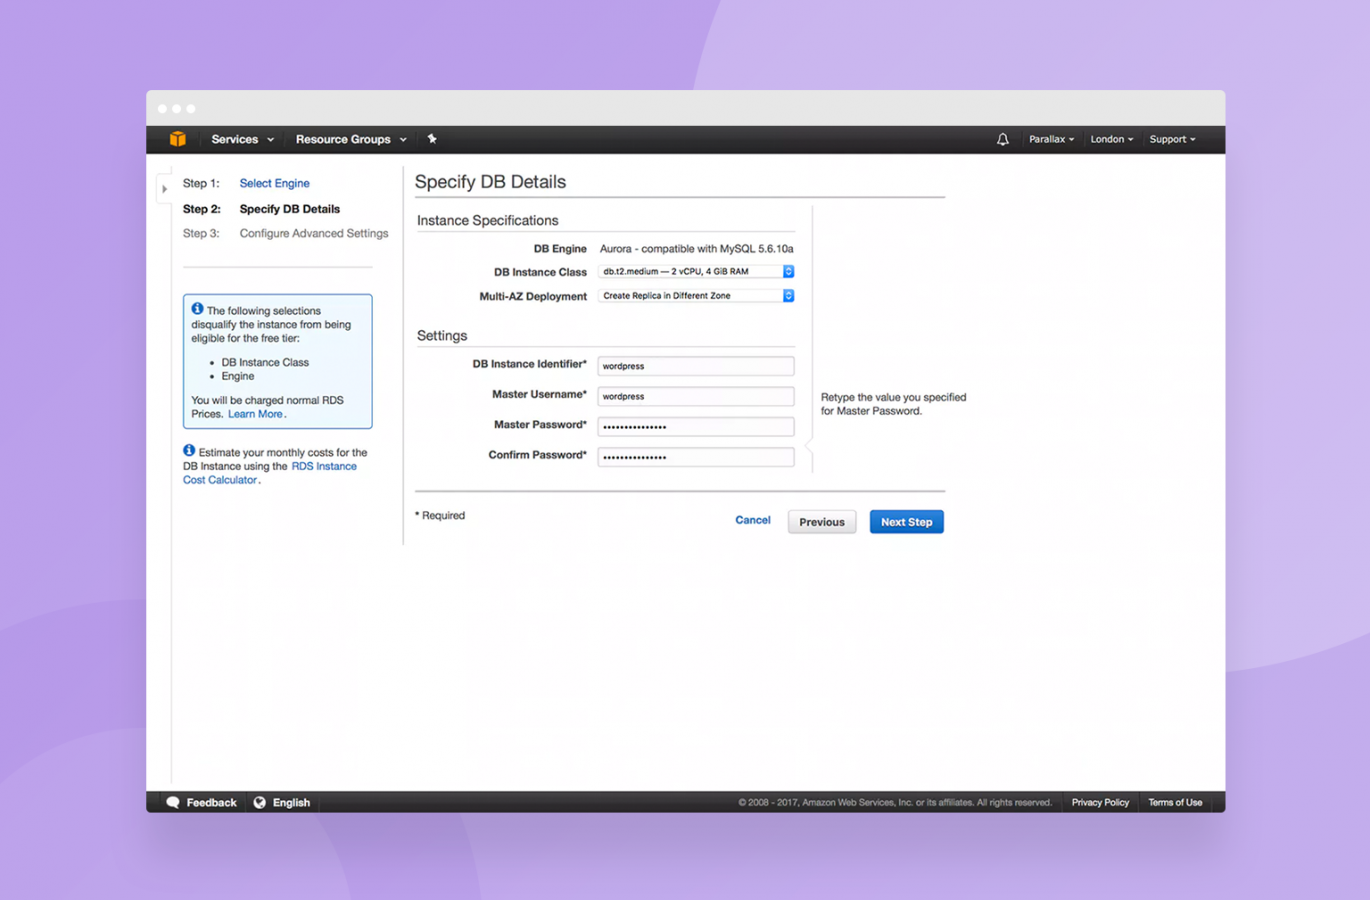 Services
Resource Groups
Parallax
London
Support
Step 1: Select Engine
Step 2: Specify DB Details
Step 3: Configure Advanced Settings
The following selections
disqualify the instance from being
eligible for the free tier:
• DB Instance Class
• Engine
You will be charged normal RDS
Prices. Learn More.
Estimate your monthly costs for the
DB Instance using the RDS Instance
Cost Calculator.
Specify DB Details
Instance Specifications
DB Engine Aurora - compatible with MySQL 5.6.10a
DB Instance Class db.t2.medium — 2 vCPU, 4 GiB RAM
Multi-AZ Deployment Create Replica in Different Zone
Settings
DB Instance Identifier* wordpress
Master Username* wordpress
Master Password* •••••••••••••••
Confirm Password* •••••••••••••••
Retype the value you specified
for Master Password.
* Required
Cancel
Previous
Next Step
Feedback
English
© 2008 - 2017, Amazon Web Services, Inc. or its affiliates. All rights reserved.
Privacy Policy
Terms of Use